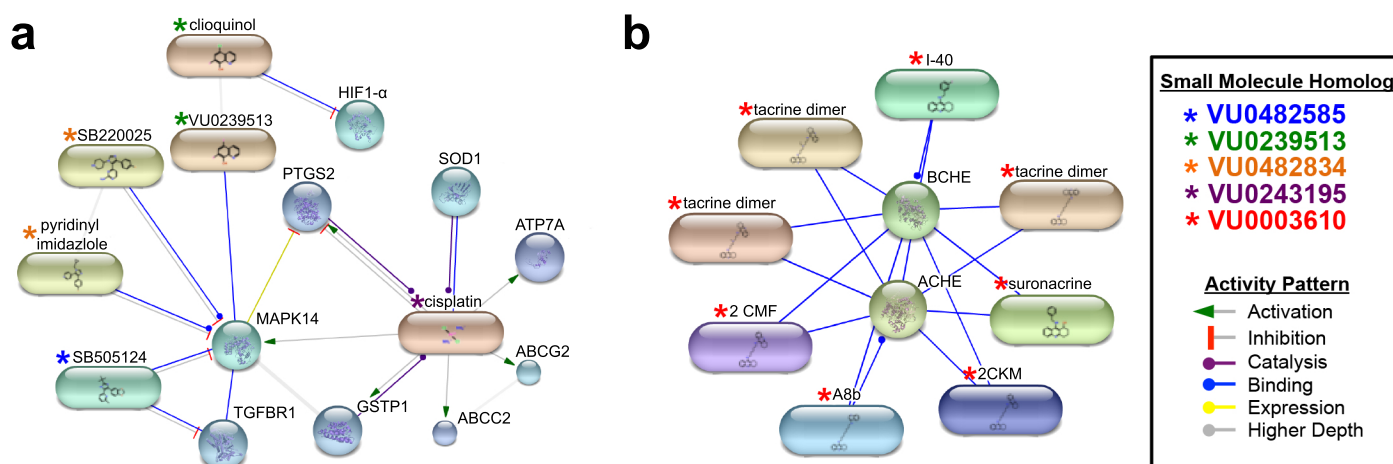 a
*clioquinol
HIF1-α
*SB220025
*VU0239513
PTGS2
SOD1
*pyridinyl
imidazlole
ATP7A
*cisplatin
MAPK14
*SB505124
ABCG2
TGFBR1
GSTP1
ABCC2
b
*I-40
*tacrine dimer
BCHE
*tacrine dimer
*tacrine dimer
ACHE
*suronacrine
*2 CMF
*2CKM
*A8b
Small Molecule Homolog
* VU0482585
* VU0239513
* VU0482834
* VU0243195
* VU0003610
Activity Pattern
Activation
Inhibition
Catalysis
Binding
Expression
Higher Depth